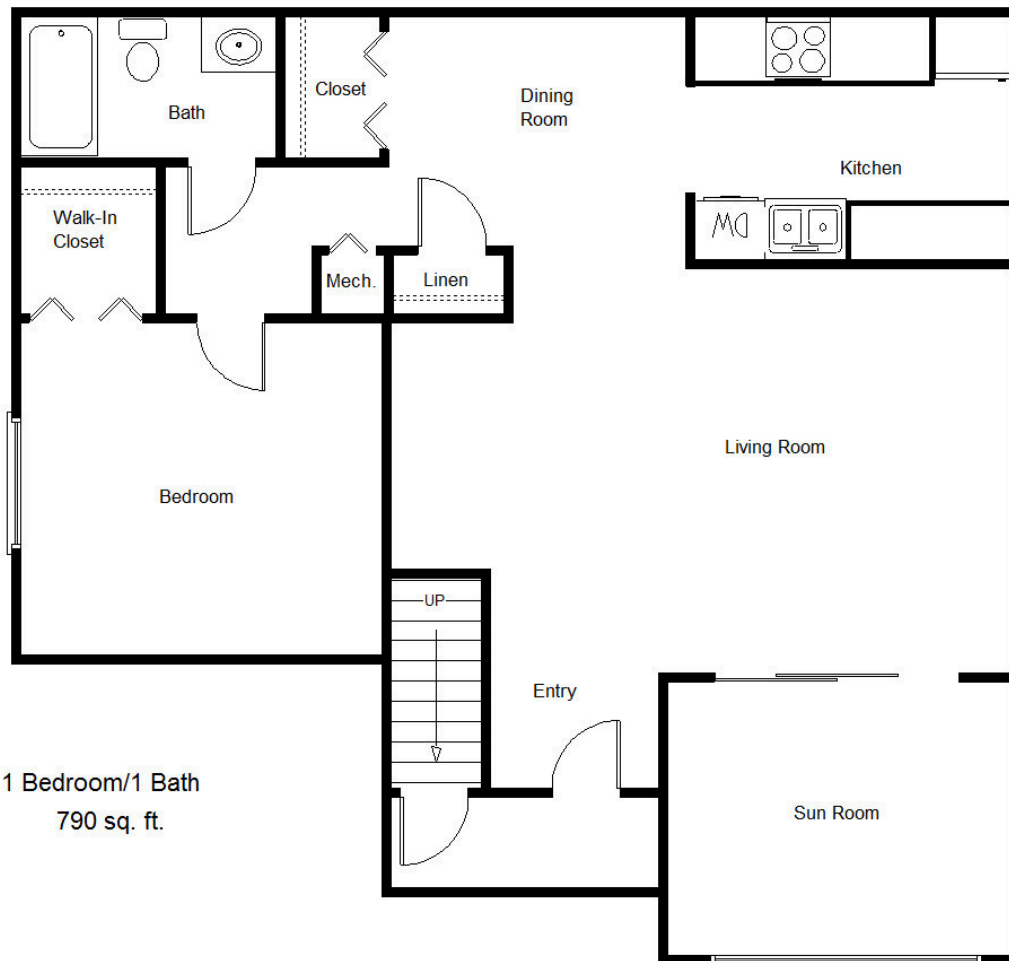 Closet
Dining
Room
Bath
Kitchen
Walk-In
Closet
DW
Mech.
Linen
Living Room
Bedroom
UP
Entry
1 Bedroom/1 Bath
790 sq. ft.
Sun Room